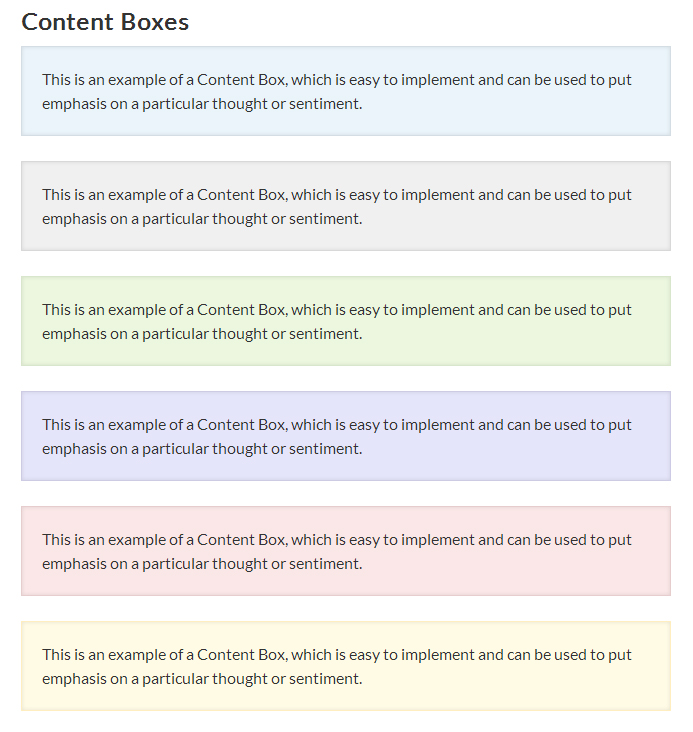 Content Boxes
This is an example of a Content Box, which is easy to implement and can be used to put
emphasis on a particular thought or sentiment.
This is an example of a Content Box, which is easy to implement and can be used to put
emphasis on a particular thought or sentiment.
This is an example of a Content Box, which is easy to implement and can be used to put
emphasis on a particular thought or sentiment.
This is an example of a Content Box, which is easy to implement and can be used to put
emphasis on a particular thought or sentiment.
This is an example of a Content Box, which is easy to implement and can be used to put
emphasis on a particular thought or sentiment.
This is an example of a Content Box, which is easy to implement and can be used to put
emphasis on a particular thought or sentiment.